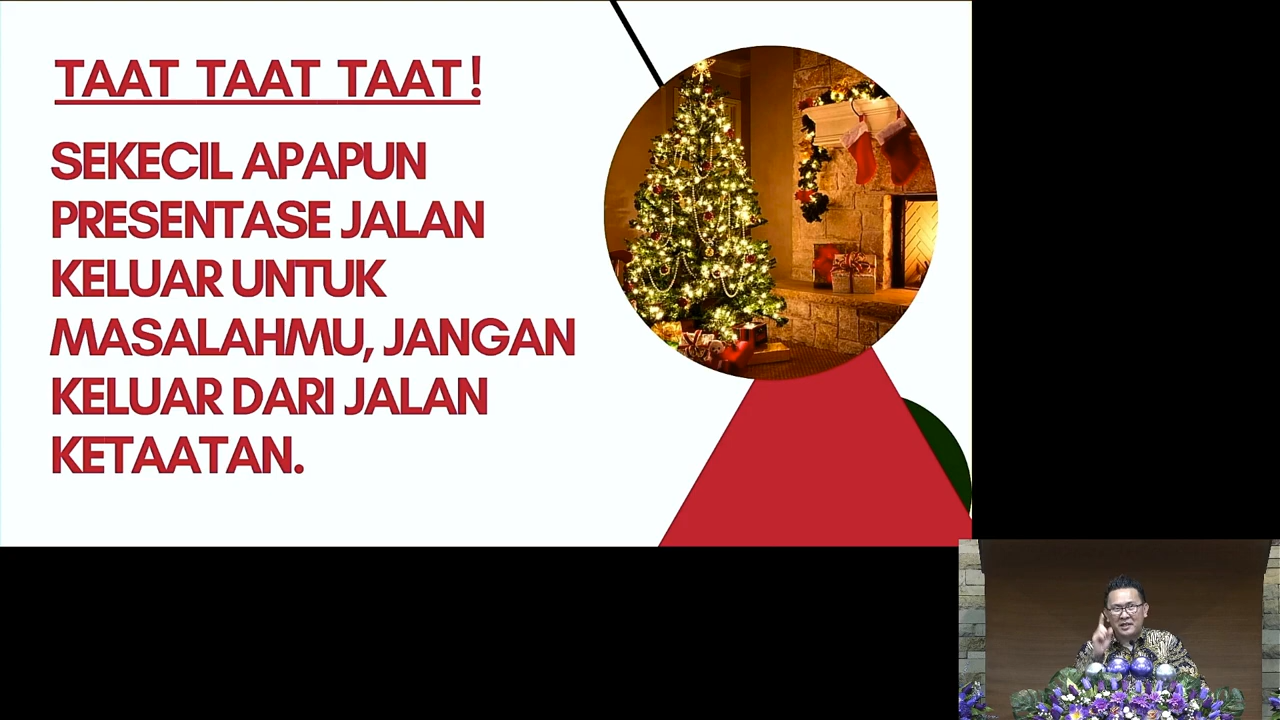 TAAT TAAT TAAT!
SEKECIL APAPUN
PRESENTASE JALAN
KELUAR UNTUK
MASALAHMU, JANGAN
KELUAR DARI JALAN
KETAATAN.